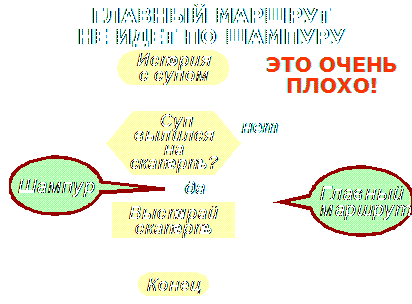 ГЛАВНЫЙ МАРШРУТ
НЕ ИДЕТ ПО ШАМПУРУ
ЭТО ОЧЕНЬ
ПЛОХО!
История
с супом
Суп
вылился
на
скатерть?
нет
Шампур
да
Главный
маршрут
Выстирай
скатерть
Конец